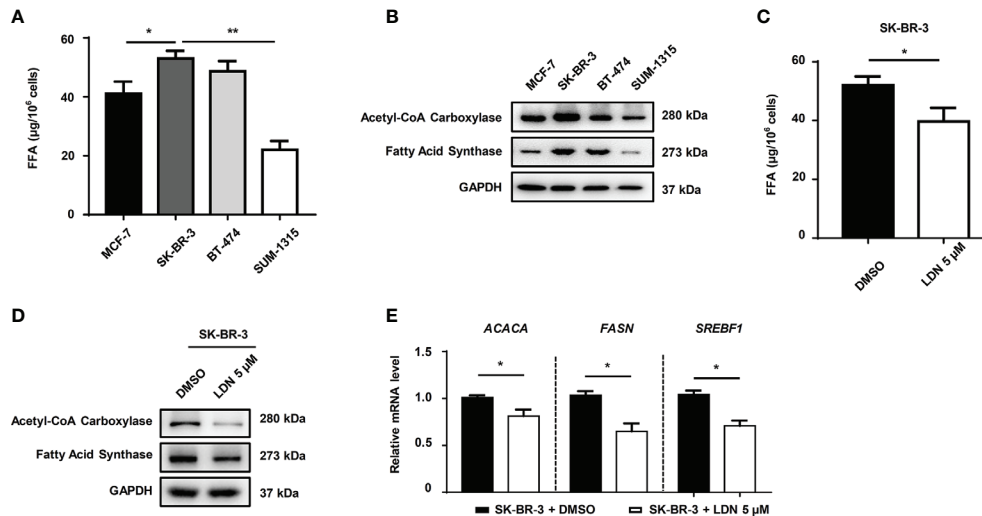 A
FFA (µg/10⁶ cells)
60
40
20
0
*
**
MCF-7
SK-BR-3
BT-474
SUM-1315
B
MCF-7
SK-BR-3
BT-474
SUM-1315
Acetyl-CoA Carboxylase
280 kDa
Fatty Acid Synthase
273 kDa
GAPDH
37 kDa
C
SK-BR-3
FFA (µg/10⁶ cells)
60
40
20
0
*
DMSO
LDN 5 µM
D
SK-BR-3
DMSO
LDN 5 µM
Acetyl-CoA Carboxylase
280 kDa
Fatty Acid Synthase
273 kDa
GAPDH
37 kDa
E
ACACA
FASN
SREBF1
Relative mRNA level
1.5
1.0
0.5
0
*
*
*
SK-BR-3 + DMSO
SK-BR-3 + LDN 5 µM